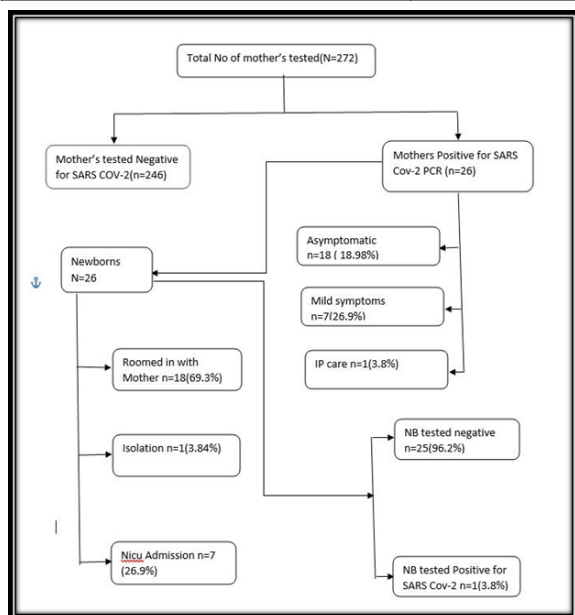 Total No of mother's tested(N=272)
Mother's tested Negative
for SARS COV-2(n=246)
Mothers Positive for SARS
Cov-2 PCR (n=26)
Asymptomatic
n=18 ( 18.98%)
Newborns
N=26
Mild symptoms
n=7(26.9%)
Roomed in with
Mother n=18(69.3%)
IP care n=1(3.8%)
NB tested negative
n=25(96.2%)
Isolation n=1(3.84%)
Nicu Admission n=7
(26.9%)
NB tested Positive for
SARS Cov-2 n=1(3.8%)